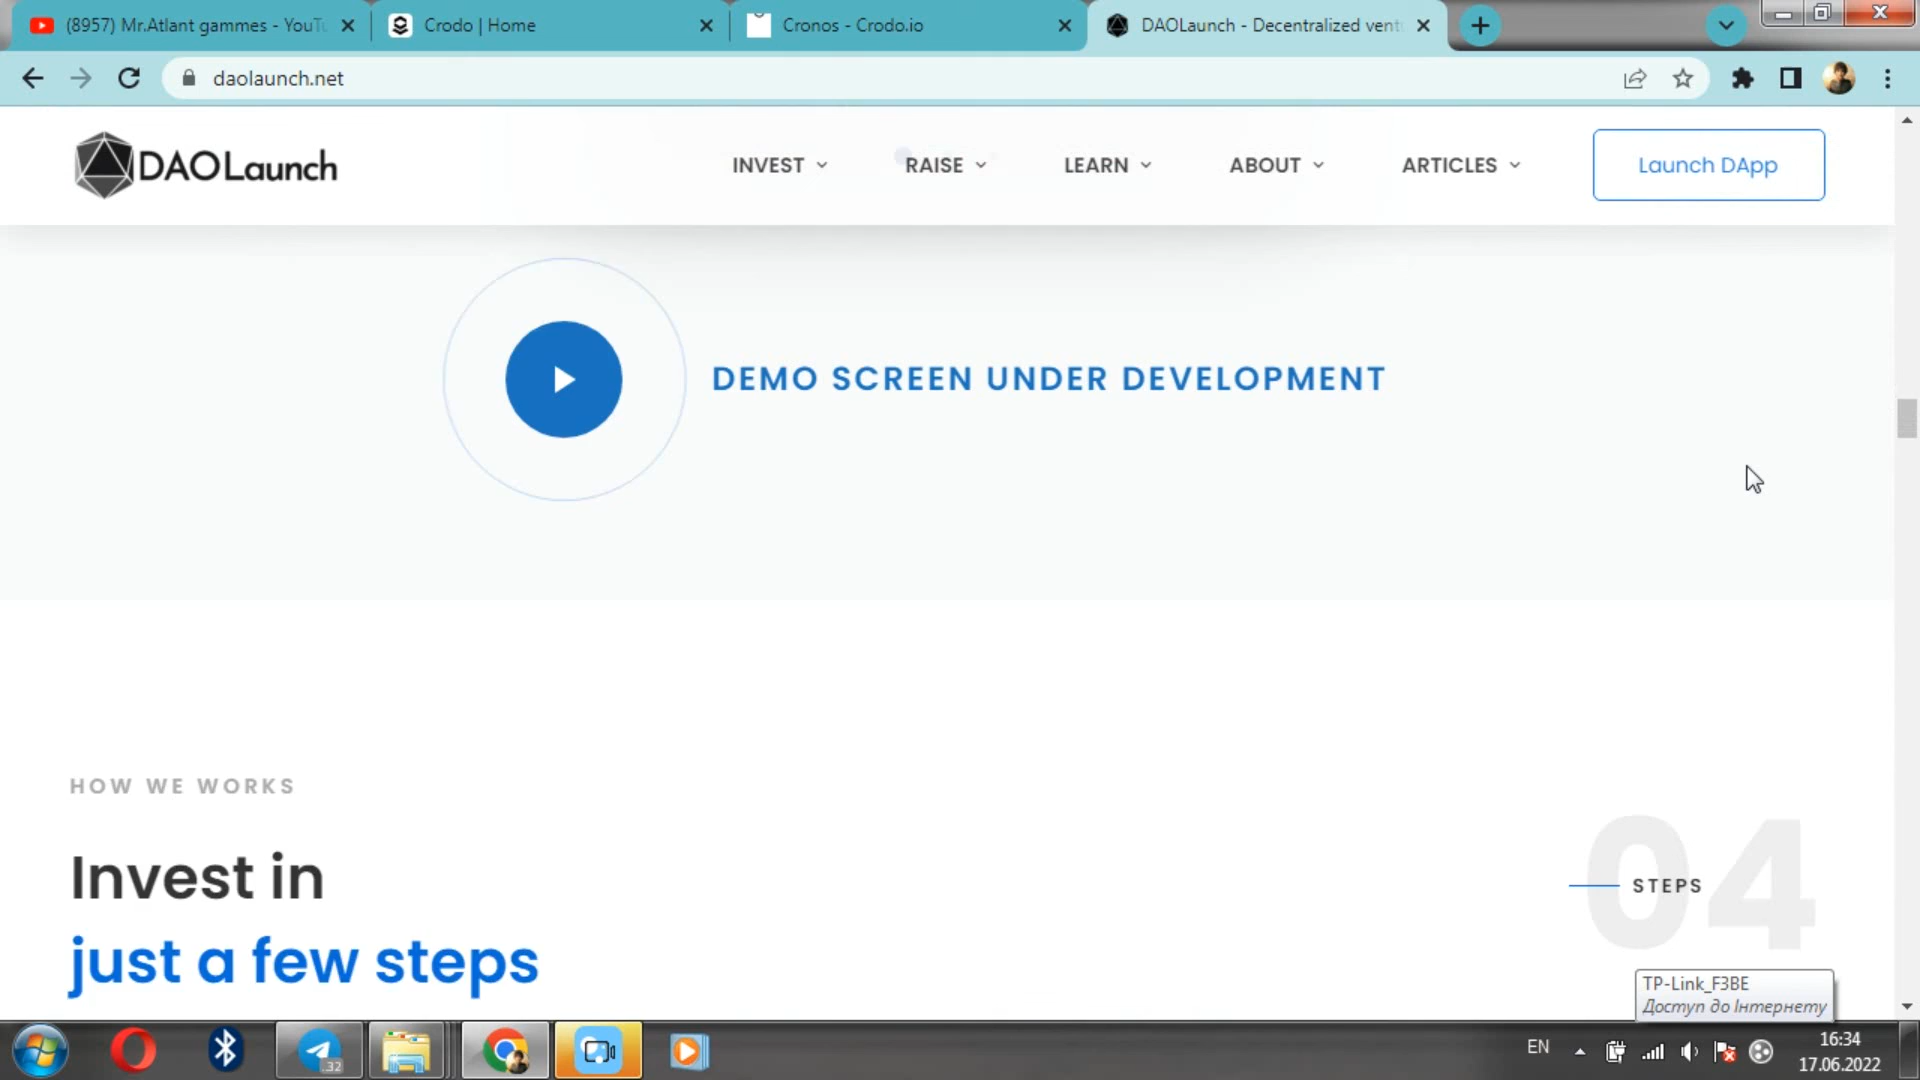 (8957) Mr.Atlant gammes - YouTu
Crodo | Home
Cronos - Crodo.io
DAOLaunch - Decentralized vent
daolaunch.net
DAOLaunch
INVEST
RAISE
LEARN
ABOUT
ARTICLES
Launch DApp
DEMO SCREEN UNDER DEVELOPMENT
HOW WE WORKS
Invest in
just a few steps
04
STEPS
TP-Link_F3BE
Доступ до Інтернету
.32
EN
16:34
17.06.2022